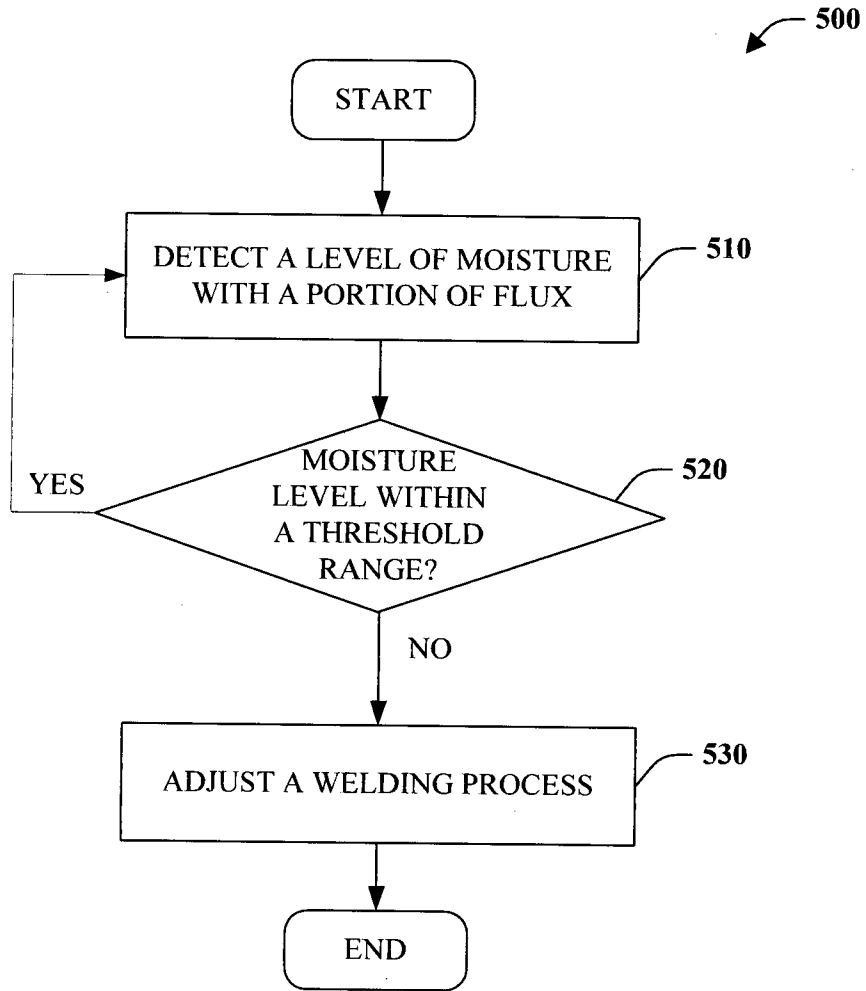 500
START
DETECT A LEVEL OF MOISTURE
WITH A PORTION OF FLUX
510
MOISTURE
LEVEL WITHIN
A THRESHOLD
RANGE?
520
YES
NO
ADJUST A WELDING PROCESS
530
END